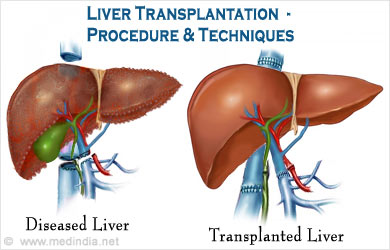 LIVER TRANSPLANTATION -
PROCEDURE & TECHNIQUES
Diseased Liver
Transplanted Liver
© www.medindia.net